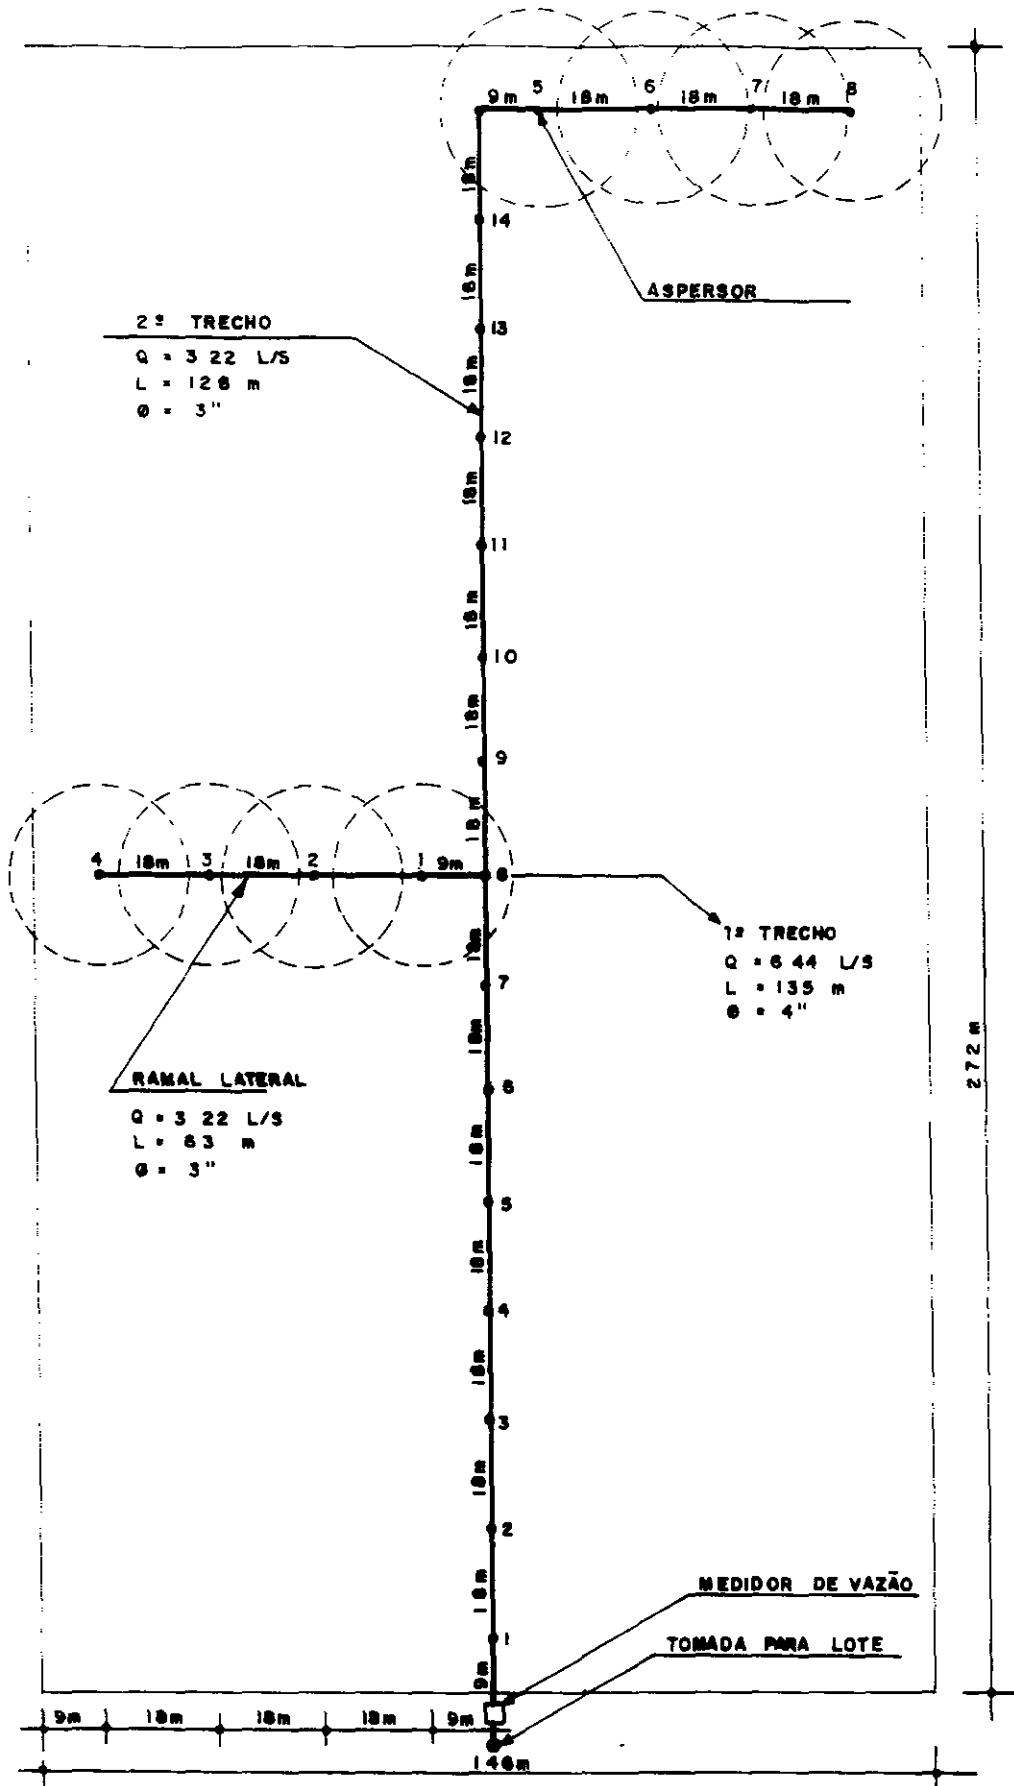 5 6 7 8
9m 18m 18m 18m
18m
14
18m
ASPERSOR
13
2º TRECHO
Q = 3 22 L/S
L = 126 m
Ø = 3"
18m
12
18m
11
18m
10
18m
9
18m
4 18m 3 18m 2 1 9m 8
1º TRECHO
Q = 6 44 L/S
L = 135 m
Ø = 4"
18m
7
18m
6
RAMAL LATERAL
Q = 3 22 L/S
L = 63 m
Ø = 3"
18m
5
18m
4
18m
3
18m
2
18m
1
9m
272m
MEDIDOR DE VAZÃO
TOMADA PARA LOTE
9m 18m 18m 18m 9m
146m